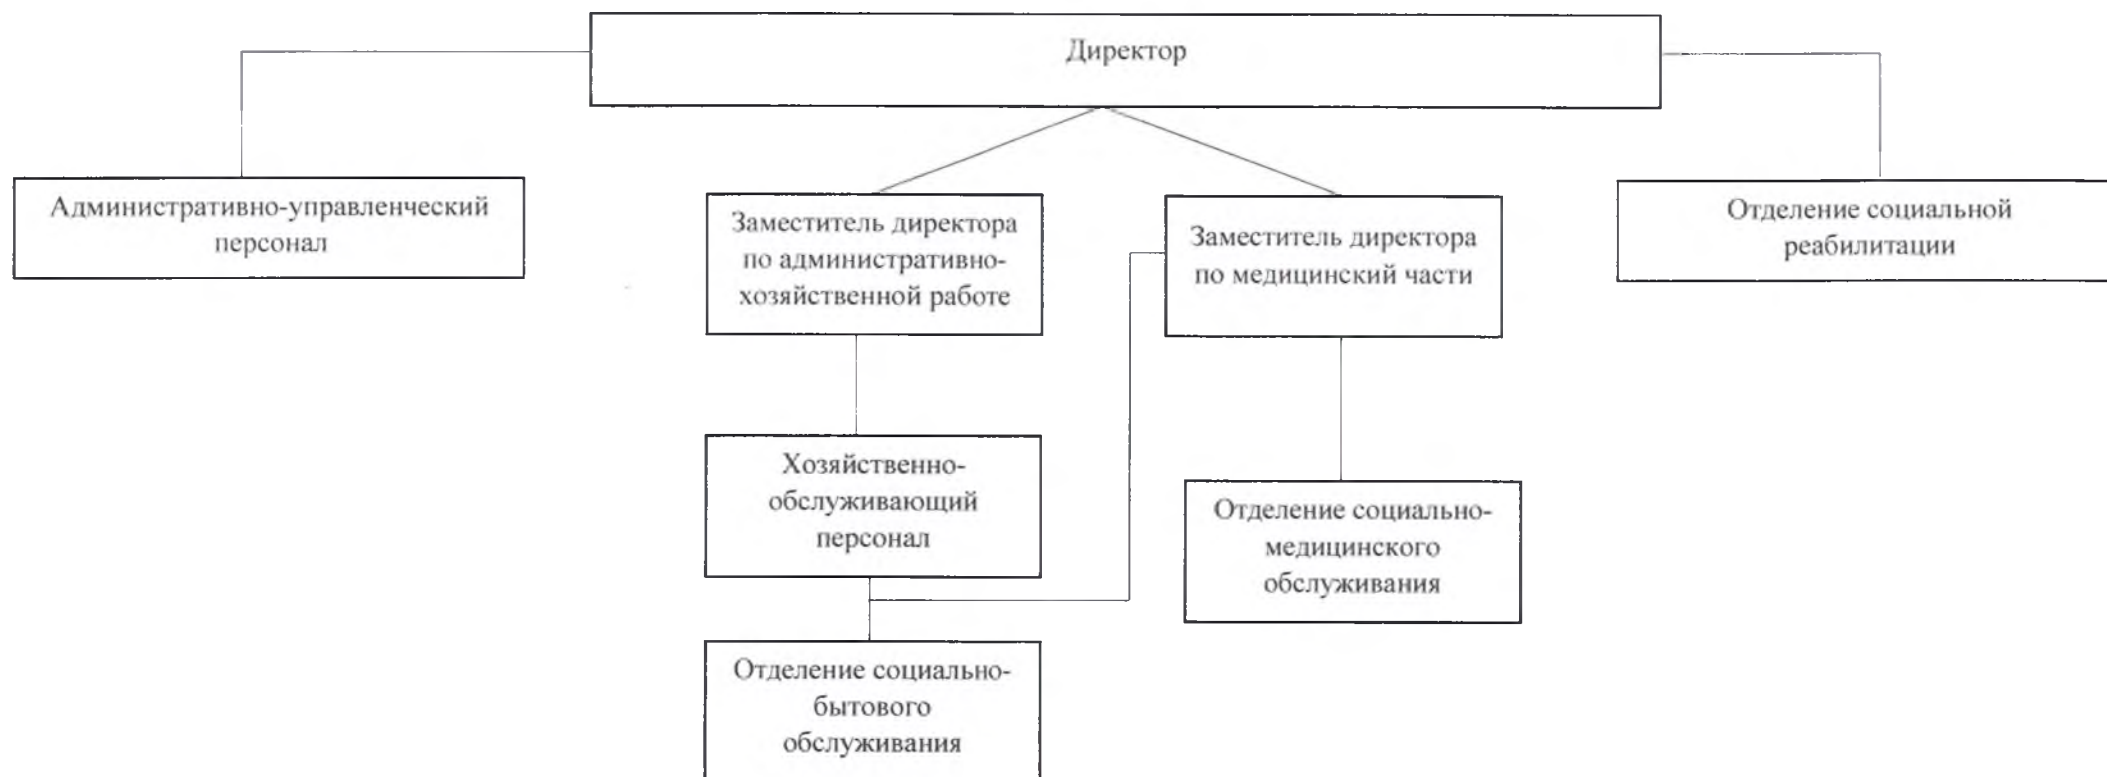 Директор
Административно-управленческий
персонал
Заместитель директора
по административно-
хозяйственной работе
Заместитель директора
по медицинский части
Отделение социальной
реабилитации
Хозяйственно-
обслуживающий
персонал
Отделение социально-
медицинского
обслуживания
Отделение социально-
бытового
обслуживания